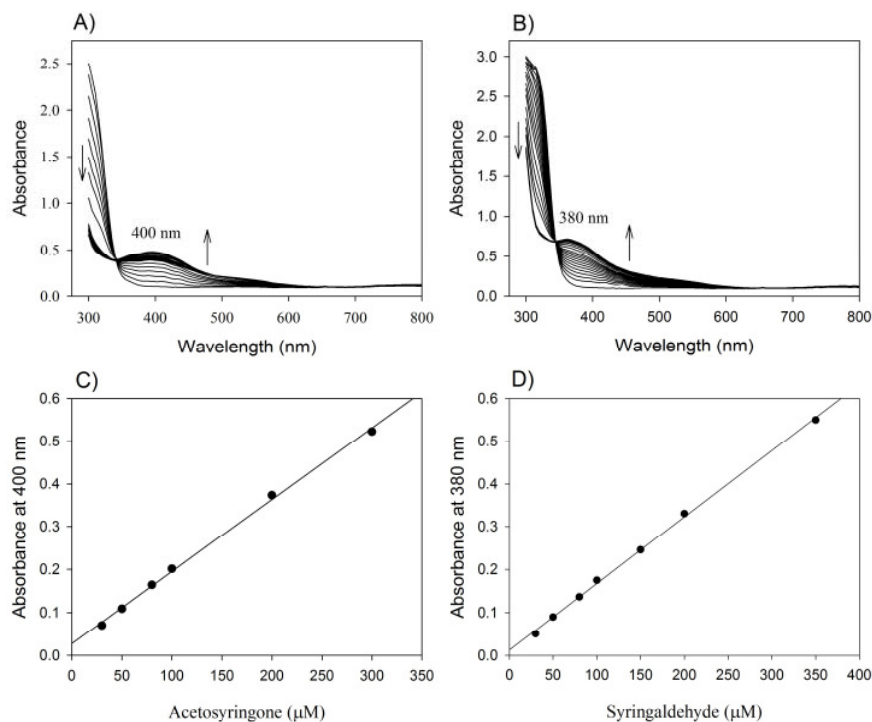 A)
B)
Absorbance
2.5
2.0
1.5
1.0
0.5
0.0
400 nm
300 400 500 600 700 800
Wavelength (nm)
Absorbance
3.0
2.5
2.0
1.5
1.0
0.5
0.0
380 nm
300 400 500 600 700 800
Wavelength (nm)
C)
D)
Absorbance at 400 nm
0.6
0.5
0.4
0.3
0.2
0.1
0.0
0 50 100 150 200 250 300 350
Acetosyringone (µM)
Absorbance at 380 nm
0.6
0.5
0.4
0.3
0.2
0.1
0.0
0 50 100 150 200 250 300 350 400
Syringaldehyde (µM)